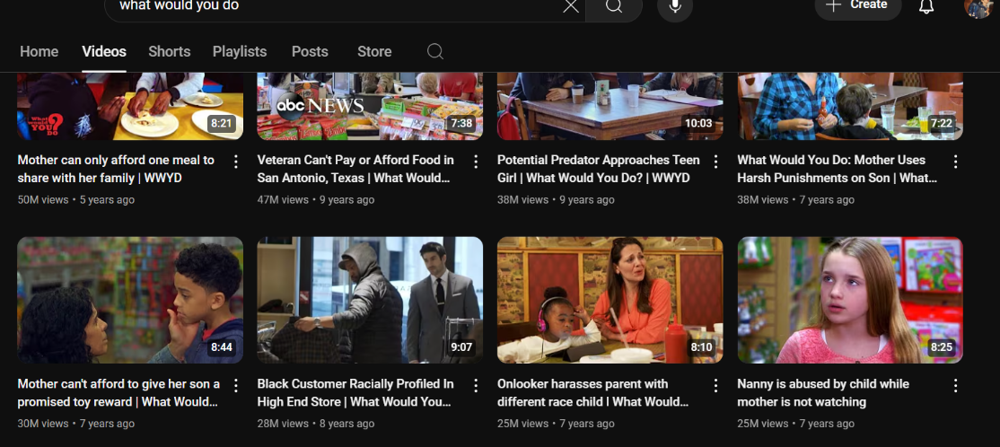 what would you do
Create
Home Videos Shorts Playlists Posts Store
What
would
YOU?
DO
8:21
abc NEWS
7:38
10:03
7:22
Mother can only afford one meal to
share with her family | WWYD
50M views • 5 years ago
Veteran Can't Pay or Afford Food in
San Antonio, Texas | What Would...
47M views • 9 years ago
Potential Predator Approaches Teen
Girl | What Would You Do? | WWYD
38M views • 9 years ago
What Would You Do: Mother Uses
Harsh Punishments on Son | What...
38M views • 7 years ago
8:44
9:07
8:10
8:25
Mother can't afford to give her son a
promised toy reward | What Would...
30M views • 7 years ago
Black Customer Racially Profiled In
High End Store | What Would You...
28M views • 8 years ago
Onlooker harasses parent with
different race child l What Would...
25M views • 7 years ago
Nanny is abused by child while
mother is not watching
25M views • 7 years ago